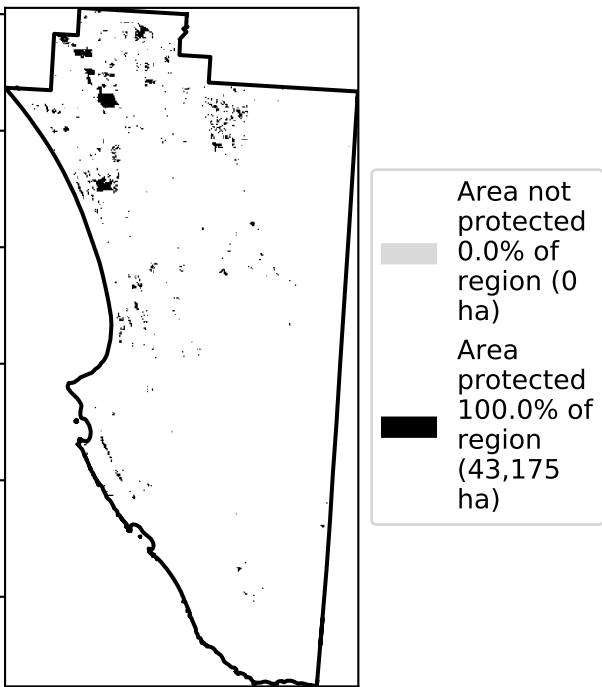 Area not
protected
0.0% of
region (0
ha)
Area
protected
100.0% of
region
(43,175
ha)